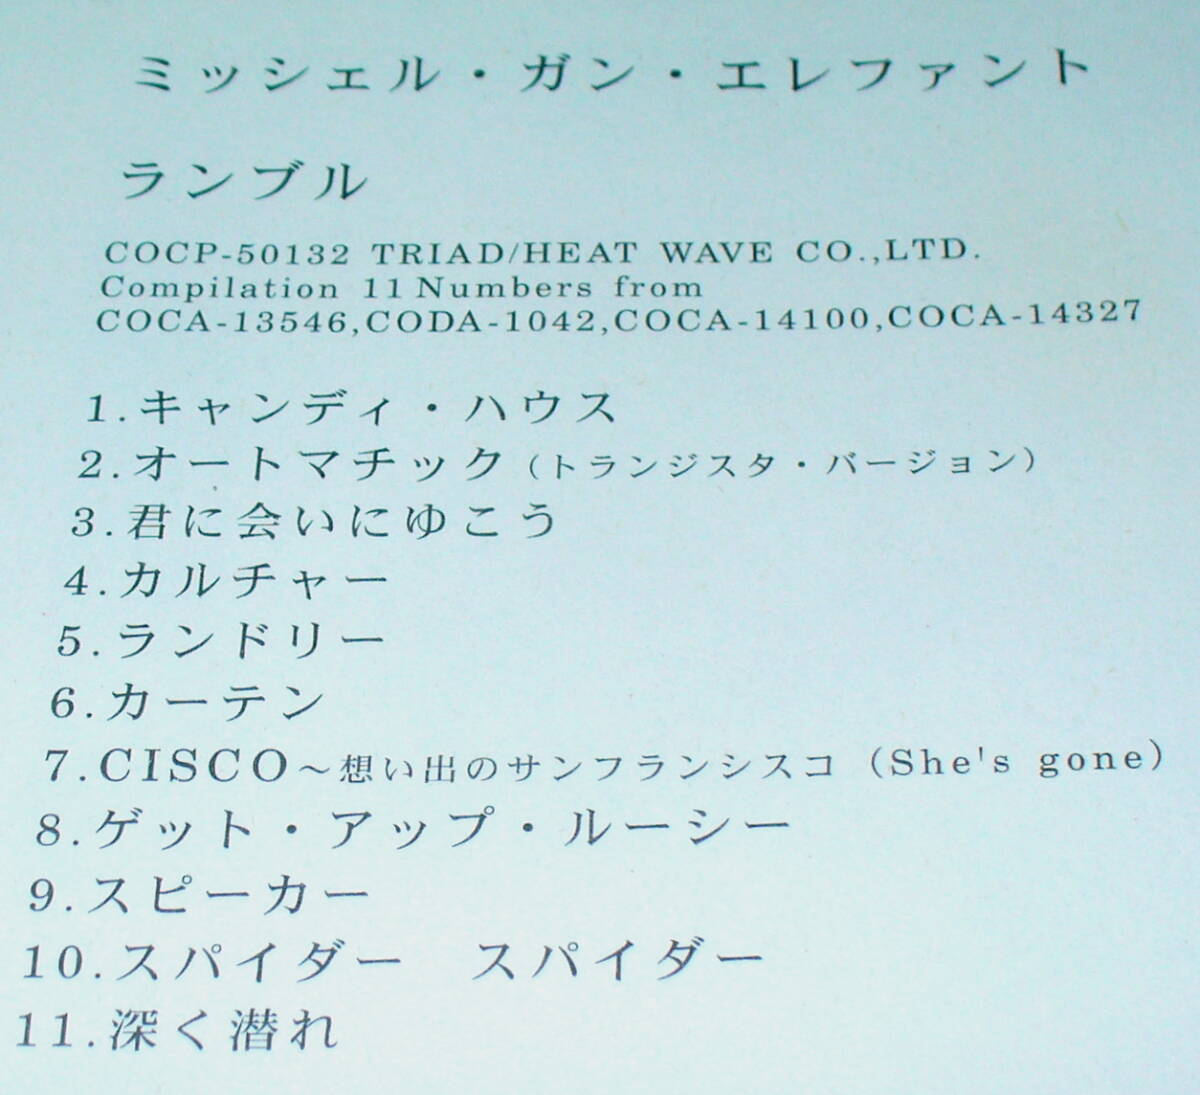 ミッシェル・ガン・エレファント
ランブル
COCP-50132 TRIAD/HEAT WAVE CO.,LTD.
Compilation 11 Numbers from
COCA-13546,CODA-1042,COCA-14100,COCA-14327
1.キャンディ・ハウス
2.オートマチック（トランジスタ・バージョン）
3.君に会いにゆこう
4.カルチャー
5.ランドリー
6.カーテン
7.CISCO～想い出のサンフランシスコ（She's gone）
8.ゲット・アップ・ルーシー
9.スピーカー
10.スパイダー　スパイダー
11.深く潜れ